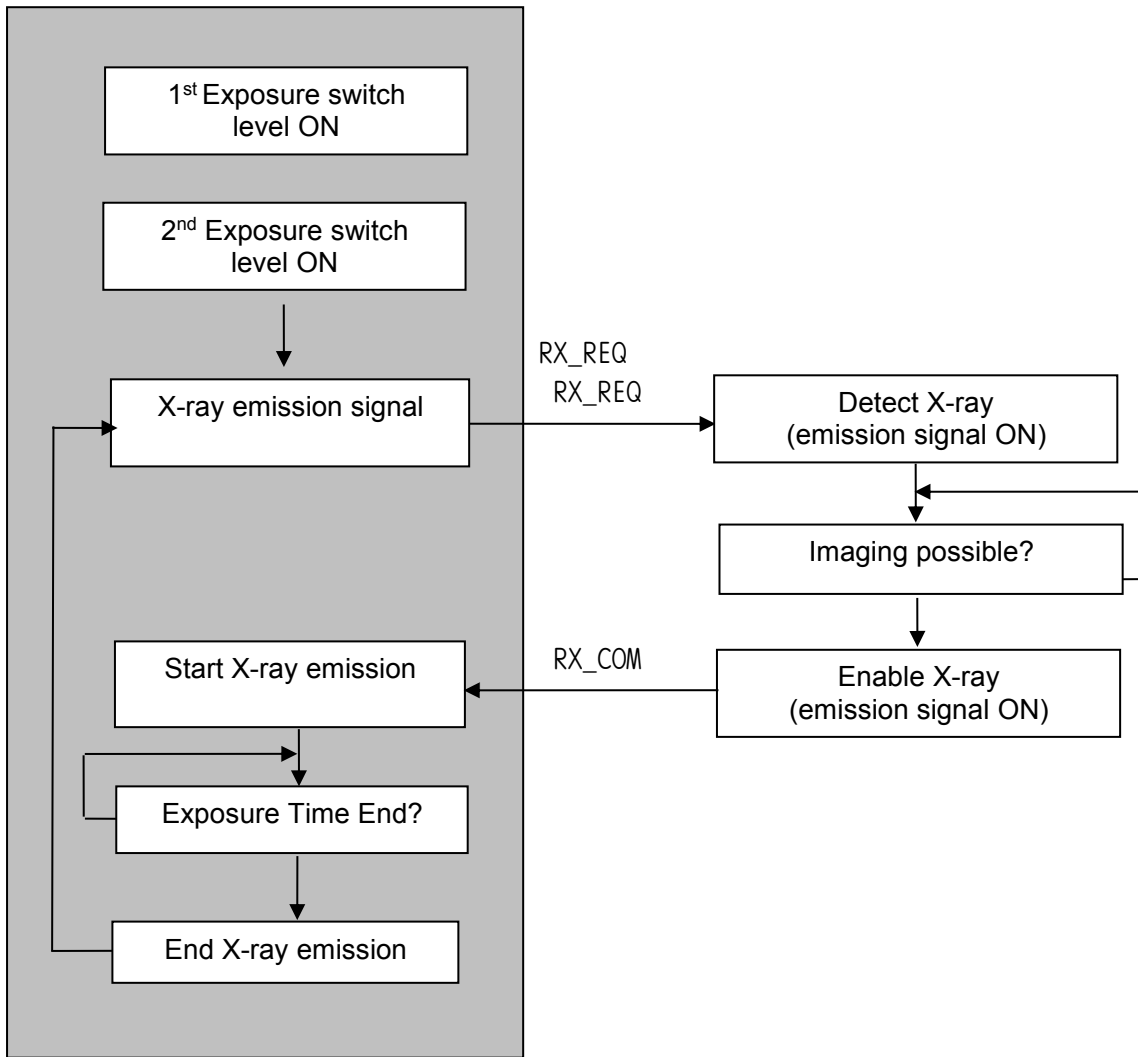 1st Exposure switch
level ON
2nd Exposure switch
level ON
RX_REQ
RX_REQ
X-ray emission signal
Detect X-ray
(emission signal ON)
Imaging possible?
Start X-ray emission
RX_COM
Enable X-ray
(emission signal ON)
Exposure Time End?
End X-ray emission